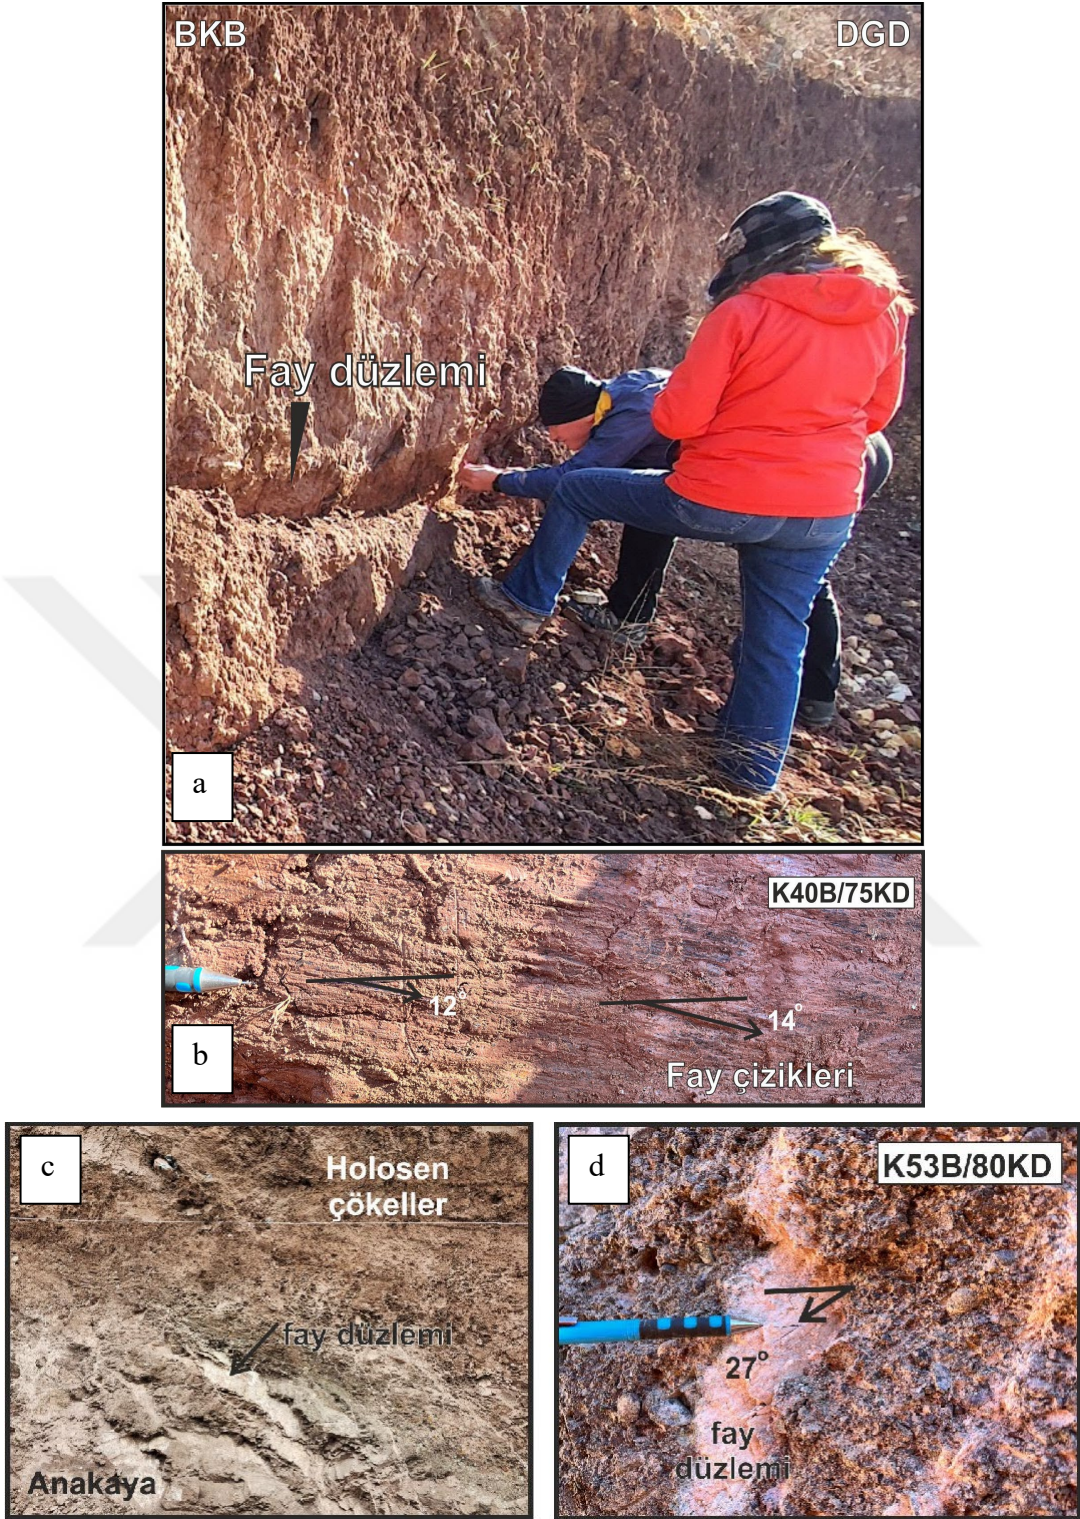 BKB
DGD
Fay düzlemi
a
K40B/75KD
12°
14°
Fay çizikleri
b
c
Holosen
çökeller
fay düzlemi
Anakaya
d
K53B/80KD
27°
fay
düzlemi